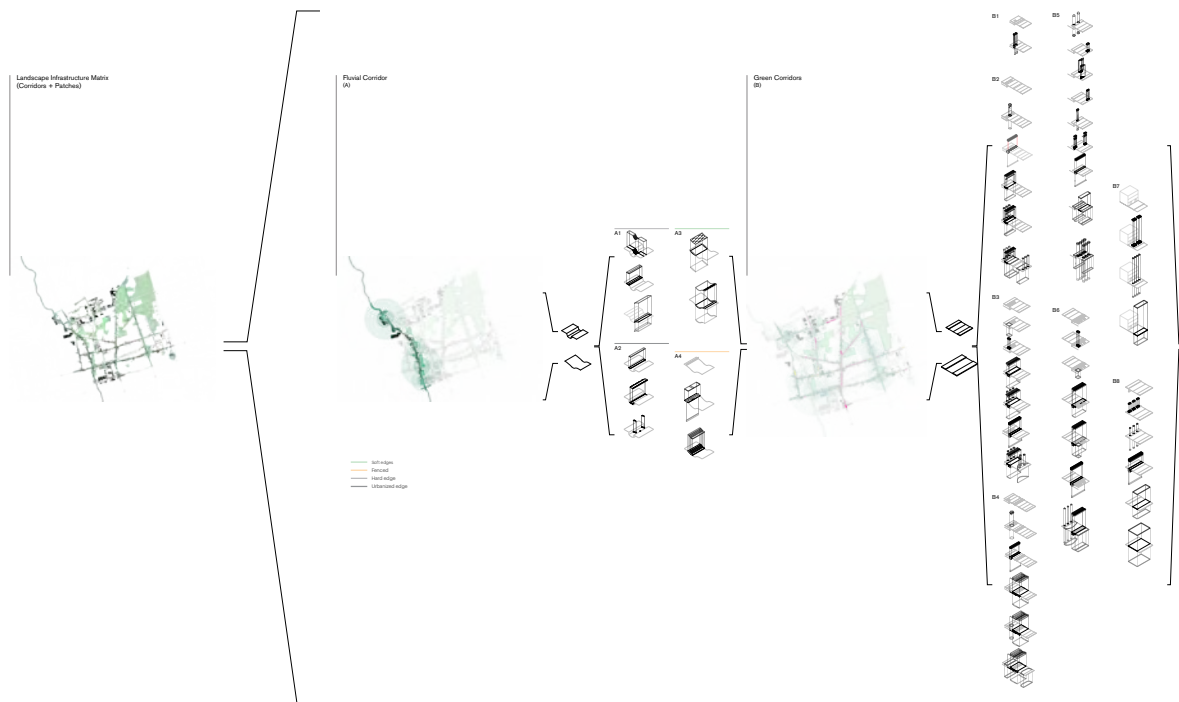 Landscape Infrastructure Matrix
(Corridors + Patches)
Fluvial Corridor
(A)
Green Corridors
(B)
A1
A3
A2
A4
Soft edges
Fenced
Hard edge
Urbanized edge
B1
B5
B2
B7
B3
B6
B8
B4